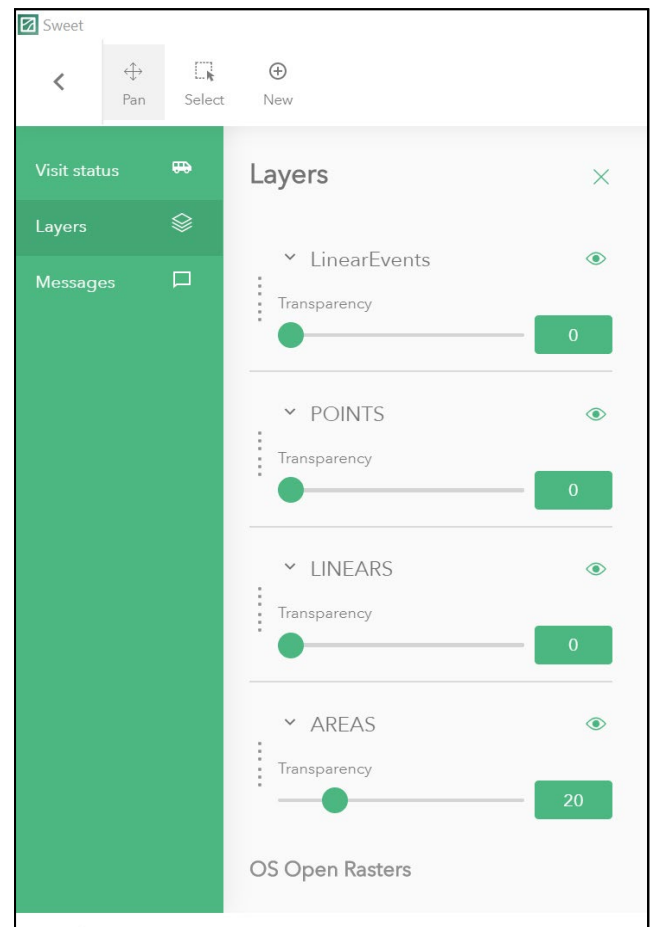 Sweet
Pan Select New
Visit status
Layers
Messages
Layers
LinearEvents
Transparency
0
POINTS
Transparency
0
LINEARS
Transparency
0
AREAS
Transparency
20
OS Open Rasters